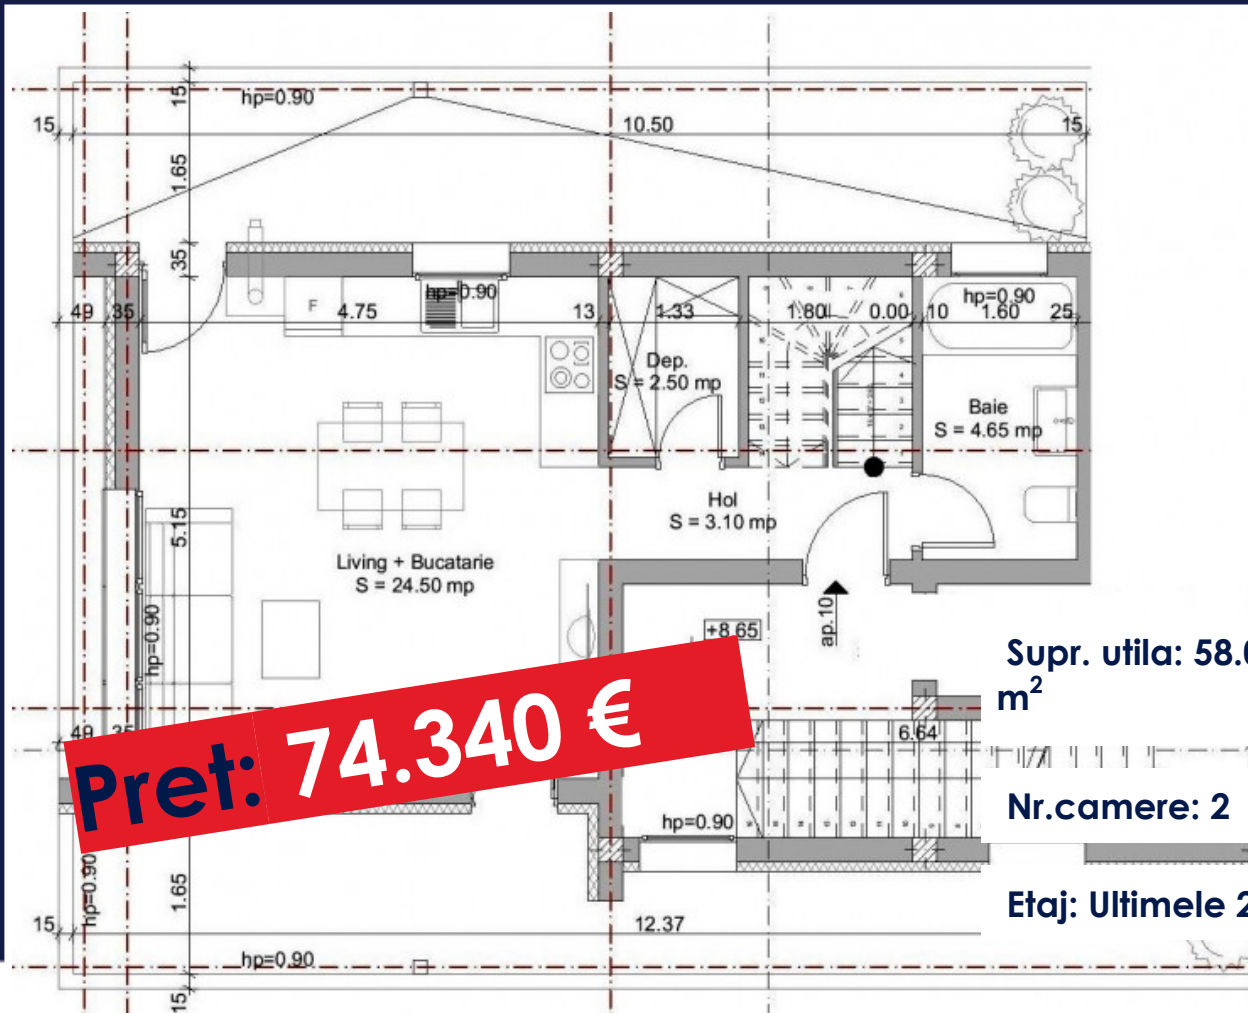 15
hp=0.90
15
10.50
15
1.65
35
49
35
F
4.75
hp=0.90
13
1.33
1.80
0.00
10
hp=0.90
1.60
25
Dep.
S = 2.50 mp
Baie
S = 4.65 mp
Hol
S = 3.10 mp
5.15
Living + Bucatarie
S = 24.50 mp
hp=0.90
ap.10
+8.65
Supr. utila: 58.0
m²
49
35
6.64
Pret: 74.340 €
Nr.camere: 2
hp=0.90
hp=0.90
1.65
Etaj: Ultimele 2
15
12.37
hp=0.90
15